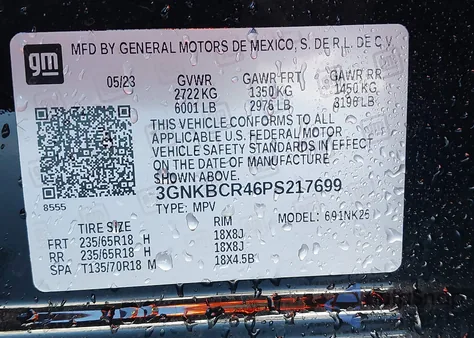 gm
MFD BY GENERAL MOTORS DE MEXICO, S. DE R.L. DE C.V.
05/23 GVWR GAWR FRT GAWR RR
2722 KG 1350 KG 1450 KG
6001 LB 2976 LB 3196 LB
THIS VEHICLE CONFORMS TO ALL
APPLICABLE U.S. FEDERAL MOTOR
VEHICLE SAFETY STANDARDS IN EFFECT
ON THE DATE OF MANUFACTURE
SHOWN ABOVE.
3GNKBCR46PS217699
8555 TYPE: MPV MODEL: 691NK26
TIRE SIZE RIM
FRT 235/65R18 H 18X8J
RR 235/65R18 H 18X8J
SPA T135/70R18 M 18X4.5B